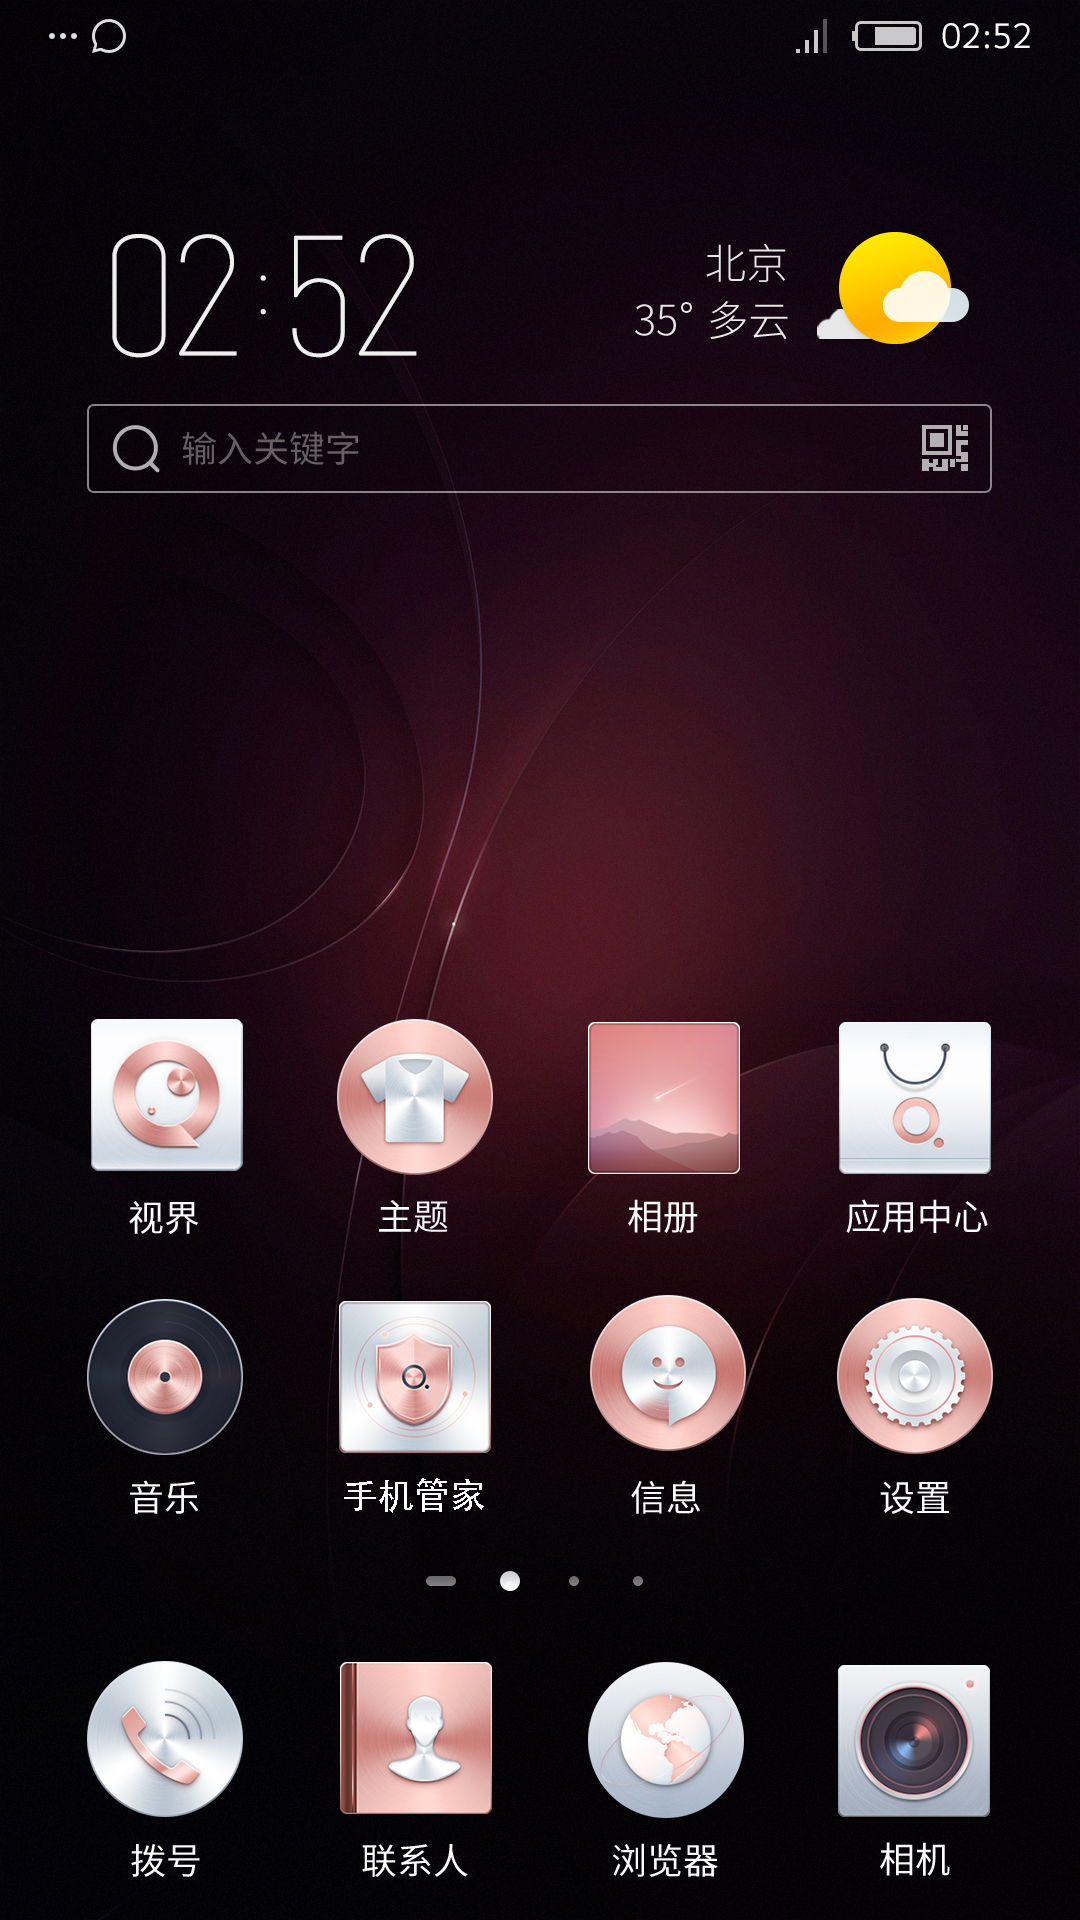 02:52
02:52
北京
35° 多云
输入关键字
视界
主题
相册
应用中心
音乐
手机管家
信息
设置
拨号
联系人
浏览器
相机